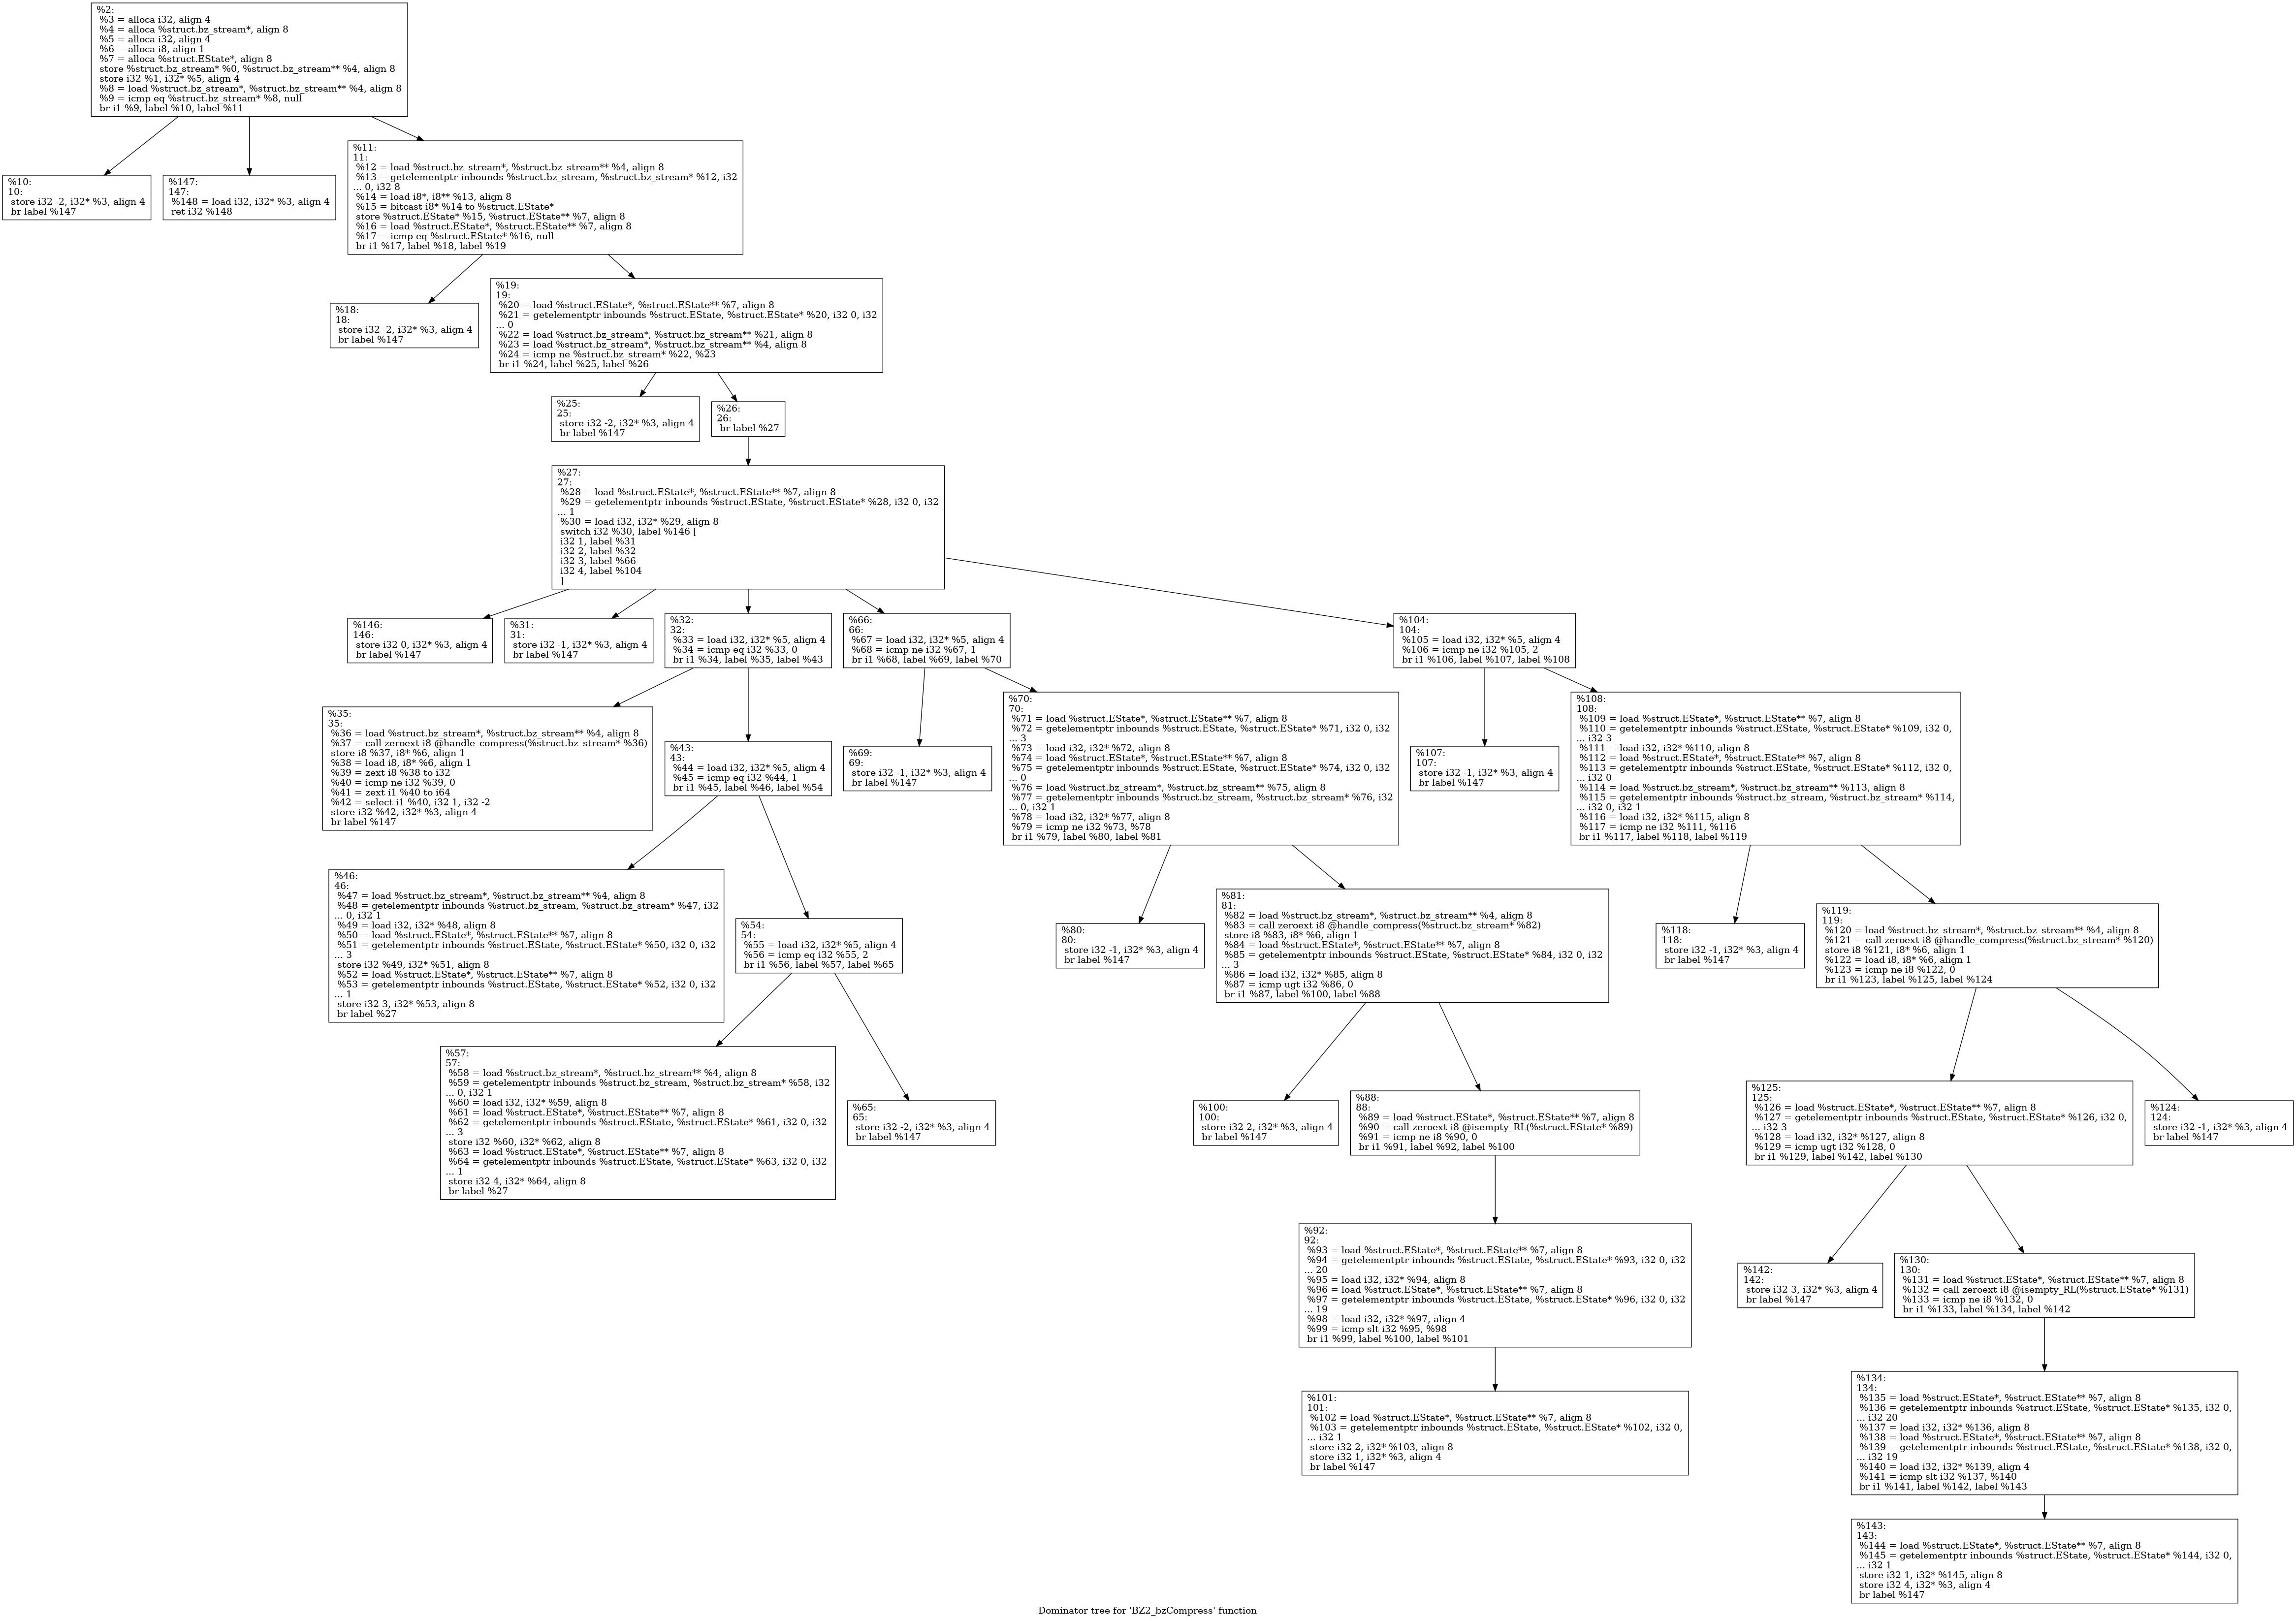 %2:
%3 = alloca i32, align 4
%4 = alloca %struct.bz_stream*, align 8
%5 = alloca i32, align 4
%6 = alloca i8, align 1
%7 = alloca %struct.EState*, align 8
store %struct.bz_stream* %0, %struct.bz_stream** %4, align 8
store i32 %1, i32* %5, align 4
%8 = load %struct.bz_stream*, %struct.bz_stream** %4, align 8
%9 = icmp eq %struct.bz_stream* %8, null
br i1 %9, label %10, label %11
%10:
10:
store i32 -2, i32* %3, align 4
br label %147
%147:
147:
%148 = load i32, i32* %3, align 4
ret i32 %148
%11:
11:
%12 = load %struct.bz_stream*, %struct.bz_stream** %4, align 8
%13 = getelementptr inbounds %struct.bz_stream, %struct.bz_stream* %12, i32
... 0, i32 8
%14 = load i8*, i8** %13, align 8
%15 = bitcast i8* %14 to %struct.EState*
store %struct.EState* %15, %struct.EState** %7, align 8
%16 = load %struct.EState*, %struct.EState** %7, align 8
%17 = icmp eq %struct.EState* %16, null
br i1 %17, label %18, label %19
%18:
18:
store i32 -2, i32* %3, align 4
br label %147
%19:
19:
%20 = load %struct.EState*, %struct.EState** %7, align 8
%21 = getelementptr inbounds %struct.EState, %struct.EState* %20, i32 0, i32
... 0
%22 = load %struct.bz_stream*, %struct.bz_stream** %21, align 8
%23 = load %struct.bz_stream*, %struct.bz_stream** %4, align 8
%24 = icmp ne %struct.bz_stream* %22, %23
br i1 %24, label %25, label %26
%25:
25:
store i32 -2, i32* %3, align 4
br label %147
%26:
26:
br label %27
%27:
27:
%28 = load %struct.EState*, %struct.EState** %7, align 8
%29 = getelementptr inbounds %struct.EState, %struct.EState* %28, i32 0, i32
... 1
%30 = load i32, i32* %29, align 8
switch i32 %30, label %146 [
i32 1, label %31
i32 2, label %32
i32 3, label %66
i32 4, label %104
]
%146:
146:
store i32 0, i32* %3, align 4
br label %147
%31:
31:
store i32 -1, i32* %3, align 4
br label %147
%32:
32:
%33 = load i32, i32* %5, align 4
%34 = icmp eq i32 %33, 0
br i1 %34, label %35, label %43
%66:
66:
%67 = load i32, i32* %5, align 4
%68 = icmp ne i32 %67, 1
br i1 %68, label %69, label %70
%104:
104:
%105 = load i32, i32* %5, align 4
%106 = icmp ne i32 %105, 2
br i1 %106, label %107, label %108
%35:
35:
%36 = load %struct.bz_stream*, %struct.bz_stream** %4, align 8
%37 = call zeroext i8 @handle_compress(%struct.bz_stream* %36)
store i8 %37, i8* %6, align 1
%38 = load i8, i8* %6, align 1
%39 = zext i8 %38 to i32
%40 = icmp ne i32 %39, 0
%41 = zext i1 %40 to i64
%42 = select i1 %40, i32 1, i32 -2
store i32 %42, i32* %3, align 4
br label %147
%43:
43:
%44 = load i32, i32* %5, align 4
%45 = icmp eq i32 %44, 1
br i1 %45, label %46, label %54
%69:
69:
store i32 -1, i32* %3, align 4
br label %147
%70:
70:
%71 = load %struct.EState*, %struct.EState** %7, align 8
%72 = getelementptr inbounds %struct.EState, %struct.EState* %71, i32 0, i32
... 3
%73 = load i32, i32* %72, align 8
%74 = load %struct.EState*, %struct.EState** %7, align 8
%75 = getelementptr inbounds %struct.EState, %struct.EState* %74, i32 0, i32
... 0
%76 = load %struct.bz_stream*, %struct.bz_stream** %75, align 8
%77 = getelementptr inbounds %struct.bz_stream, %struct.bz_stream* %76, i32
... 0, i32 1
%78 = load i32, i32* %77, align 8
%79 = icmp ne i32 %73, %78
br i1 %79, label %80, label %81
%107:
107:
store i32 -1, i32* %3, align 4
br label %147
%108:
108:
%109 = load %struct.EState*, %struct.EState** %7, align 8
%110 = getelementptr inbounds %struct.EState, %struct.EState* %109, i32 0,
... i32 3
%111 = load i32, i32* %110, align 8
%112 = load %struct.EState*, %struct.EState** %7, align 8
%113 = getelementptr inbounds %struct.EState, %struct.EState* %112, i32 0,
... i32 0
%114 = load %struct.bz_stream*, %struct.bz_stream** %113, align 8
%115 = getelementptr inbounds %struct.bz_stream, %struct.bz_stream* %114,
... i32 0, i32 1
%116 = load i32, i32* %115, align 8
%117 = icmp ne i32 %111, %116
br i1 %117, label %118, label %119
%46:
46:
%47 = load %struct.bz_stream*, %struct.bz_stream** %4, align 8
%48 = getelementptr inbounds %struct.bz_stream, %struct.bz_stream* %47, i32
... 0, i32 1
%49 = load i32, i32* %48, align 8
%50 = load %struct.EState*, %struct.EState** %7, align 8
%51 = getelementptr inbounds %struct.EState, %struct.EState* %50, i32 0, i32
... 3
store i32 %49, i32* %51, align 8
%52 = load %struct.EState*, %struct.EState** %7, align 8
%53 = getelementptr inbounds %struct.EState, %struct.EState* %52, i32 0, i32
... 1
store i32 3, i32* %53, align 8
br label %27
%54:
54:
%55 = load i32, i32* %5, align 4
%56 = icmp eq i32 %55, 2
br i1 %56, label %57, label %65
%80:
80:
store i32 -1, i32* %3, align 4
br label %147
%81:
81:
%82 = load %struct.bz_stream*, %struct.bz_stream** %4, align 8
%83 = call zeroext i8 @handle_compress(%struct.bz_stream* %82)
store i8 %83, i8* %6, align 1
%84 = load %struct.EState*, %struct.EState** %7, align 8
%85 = getelementptr inbounds %struct.EState, %struct.EState* %84, i32 0, i32
... 3
%86 = load i32, i32* %85, align 8
%87 = icmp ugt i32 %86, 0
br i1 %87, label %100, label %88
%118:
118:
store i32 -1, i32* %3, align 4
br label %147
%119:
119:
%120 = load %struct.bz_stream*, %struct.bz_stream** %4, align 8
%121 = call zeroext i8 @handle_compress(%struct.bz_stream* %120)
store i8 %121, i8* %6, align 1
%122 = load i8, i8* %6, align 1
%123 = icmp ne i8 %122, 0
br i1 %123, label %125, label %124
%57:
57:
%58 = load %struct.bz_stream*, %struct.bz_stream** %4, align 8
%59 = getelementptr inbounds %struct.bz_stream, %struct.bz_stream* %58, i32
... 0, i32 1
%60 = load i32, i32* %59, align 8
%61 = load %struct.EState*, %struct.EState** %7, align 8
%62 = getelementptr inbounds %struct.EState, %struct.EState* %61, i32 0, i32
... 3
store i32 %60, i32* %62, align 8
%63 = load %struct.EState*, %struct.EState** %7, align 8
%64 = getelementptr inbounds %struct.EState, %struct.EState* %63, i32 0, i32
... 1
store i32 4, i32* %64, align 8
br label %27
%65:
65:
store i32 -2, i32* %3, align 4
br label %147
%100:
100:
store i32 2, i32* %3, align 4
br label %147
%88:
88:
%89 = load %struct.EState*, %struct.EState** %7, align 8
%90 = call zeroext i8 @isempty_RL(%struct.EState* %89)
%91 = icmp ne i8 %90, 0
br i1 %91, label %92, label %100
%125:
125:
%126 = load %struct.EState*, %struct.EState** %7, align 8
%127 = getelementptr inbounds %struct.EState, %struct.EState* %126, i32 0,
... i32 3
%128 = load i32, i32* %127, align 8
%129 = icmp ugt i32 %128, 0
br i1 %129, label %142, label %130
%124:
124:
store i32 -1, i32* %3, align 4
br label %147
%92:
92:
%93 = load %struct.EState*, %struct.EState** %7, align 8
%94 = getelementptr inbounds %struct.EState, %struct.EState* %93, i32 0, i32
... 20
%95 = load i32, i32* %94, align 8
%96 = load %struct.EState*, %struct.EState** %7, align 8
%97 = getelementptr inbounds %struct.EState, %struct.EState* %96, i32 0, i32
... 19
%98 = load i32, i32* %97, align 4
%99 = icmp slt i32 %95, %98
br i1 %99, label %100, label %101
%142:
142:
store i32 3, i32* %3, align 4
br label %147
%130:
130:
%131 = load %struct.EState*, %struct.EState** %7, align 8
%132 = call zeroext i8 @isempty_RL(%struct.EState* %131)
%133 = icmp ne i8 %132, 0
br i1 %133, label %134, label %142
%101:
101:
%102 = load %struct.EState*, %struct.EState** %7, align 8
%103 = getelementptr inbounds %struct.EState, %struct.EState* %102, i32 0,
... i32 1
store i32 2, i32* %103, align 8
store i32 1, i32* %3, align 4
br label %147
%134:
134:
%135 = load %struct.EState*, %struct.EState** %7, align 8
%136 = getelementptr inbounds %struct.EState, %struct.EState* %135, i32 0,
... i32 20
%137 = load i32, i32* %136, align 8
%138 = load %struct.EState*, %struct.EState** %7, align 8
%139 = getelementptr inbounds %struct.EState, %struct.EState* %138, i32 0,
... i32 19
%140 = load i32, i32* %139, align 4
%141 = icmp slt i32 %137, %140
br i1 %141, label %142, label %143
%143:
143:
%144 = load %struct.EState*, %struct.EState** %7, align 8
%145 = getelementptr inbounds %struct.EState, %struct.EState* %144, i32 0,
... i32 1
store i32 1, i32* %145, align 8
store i32 4, i32* %3, align 4
br label %147
Dominator tree for 'BZ2_bzCompress' function